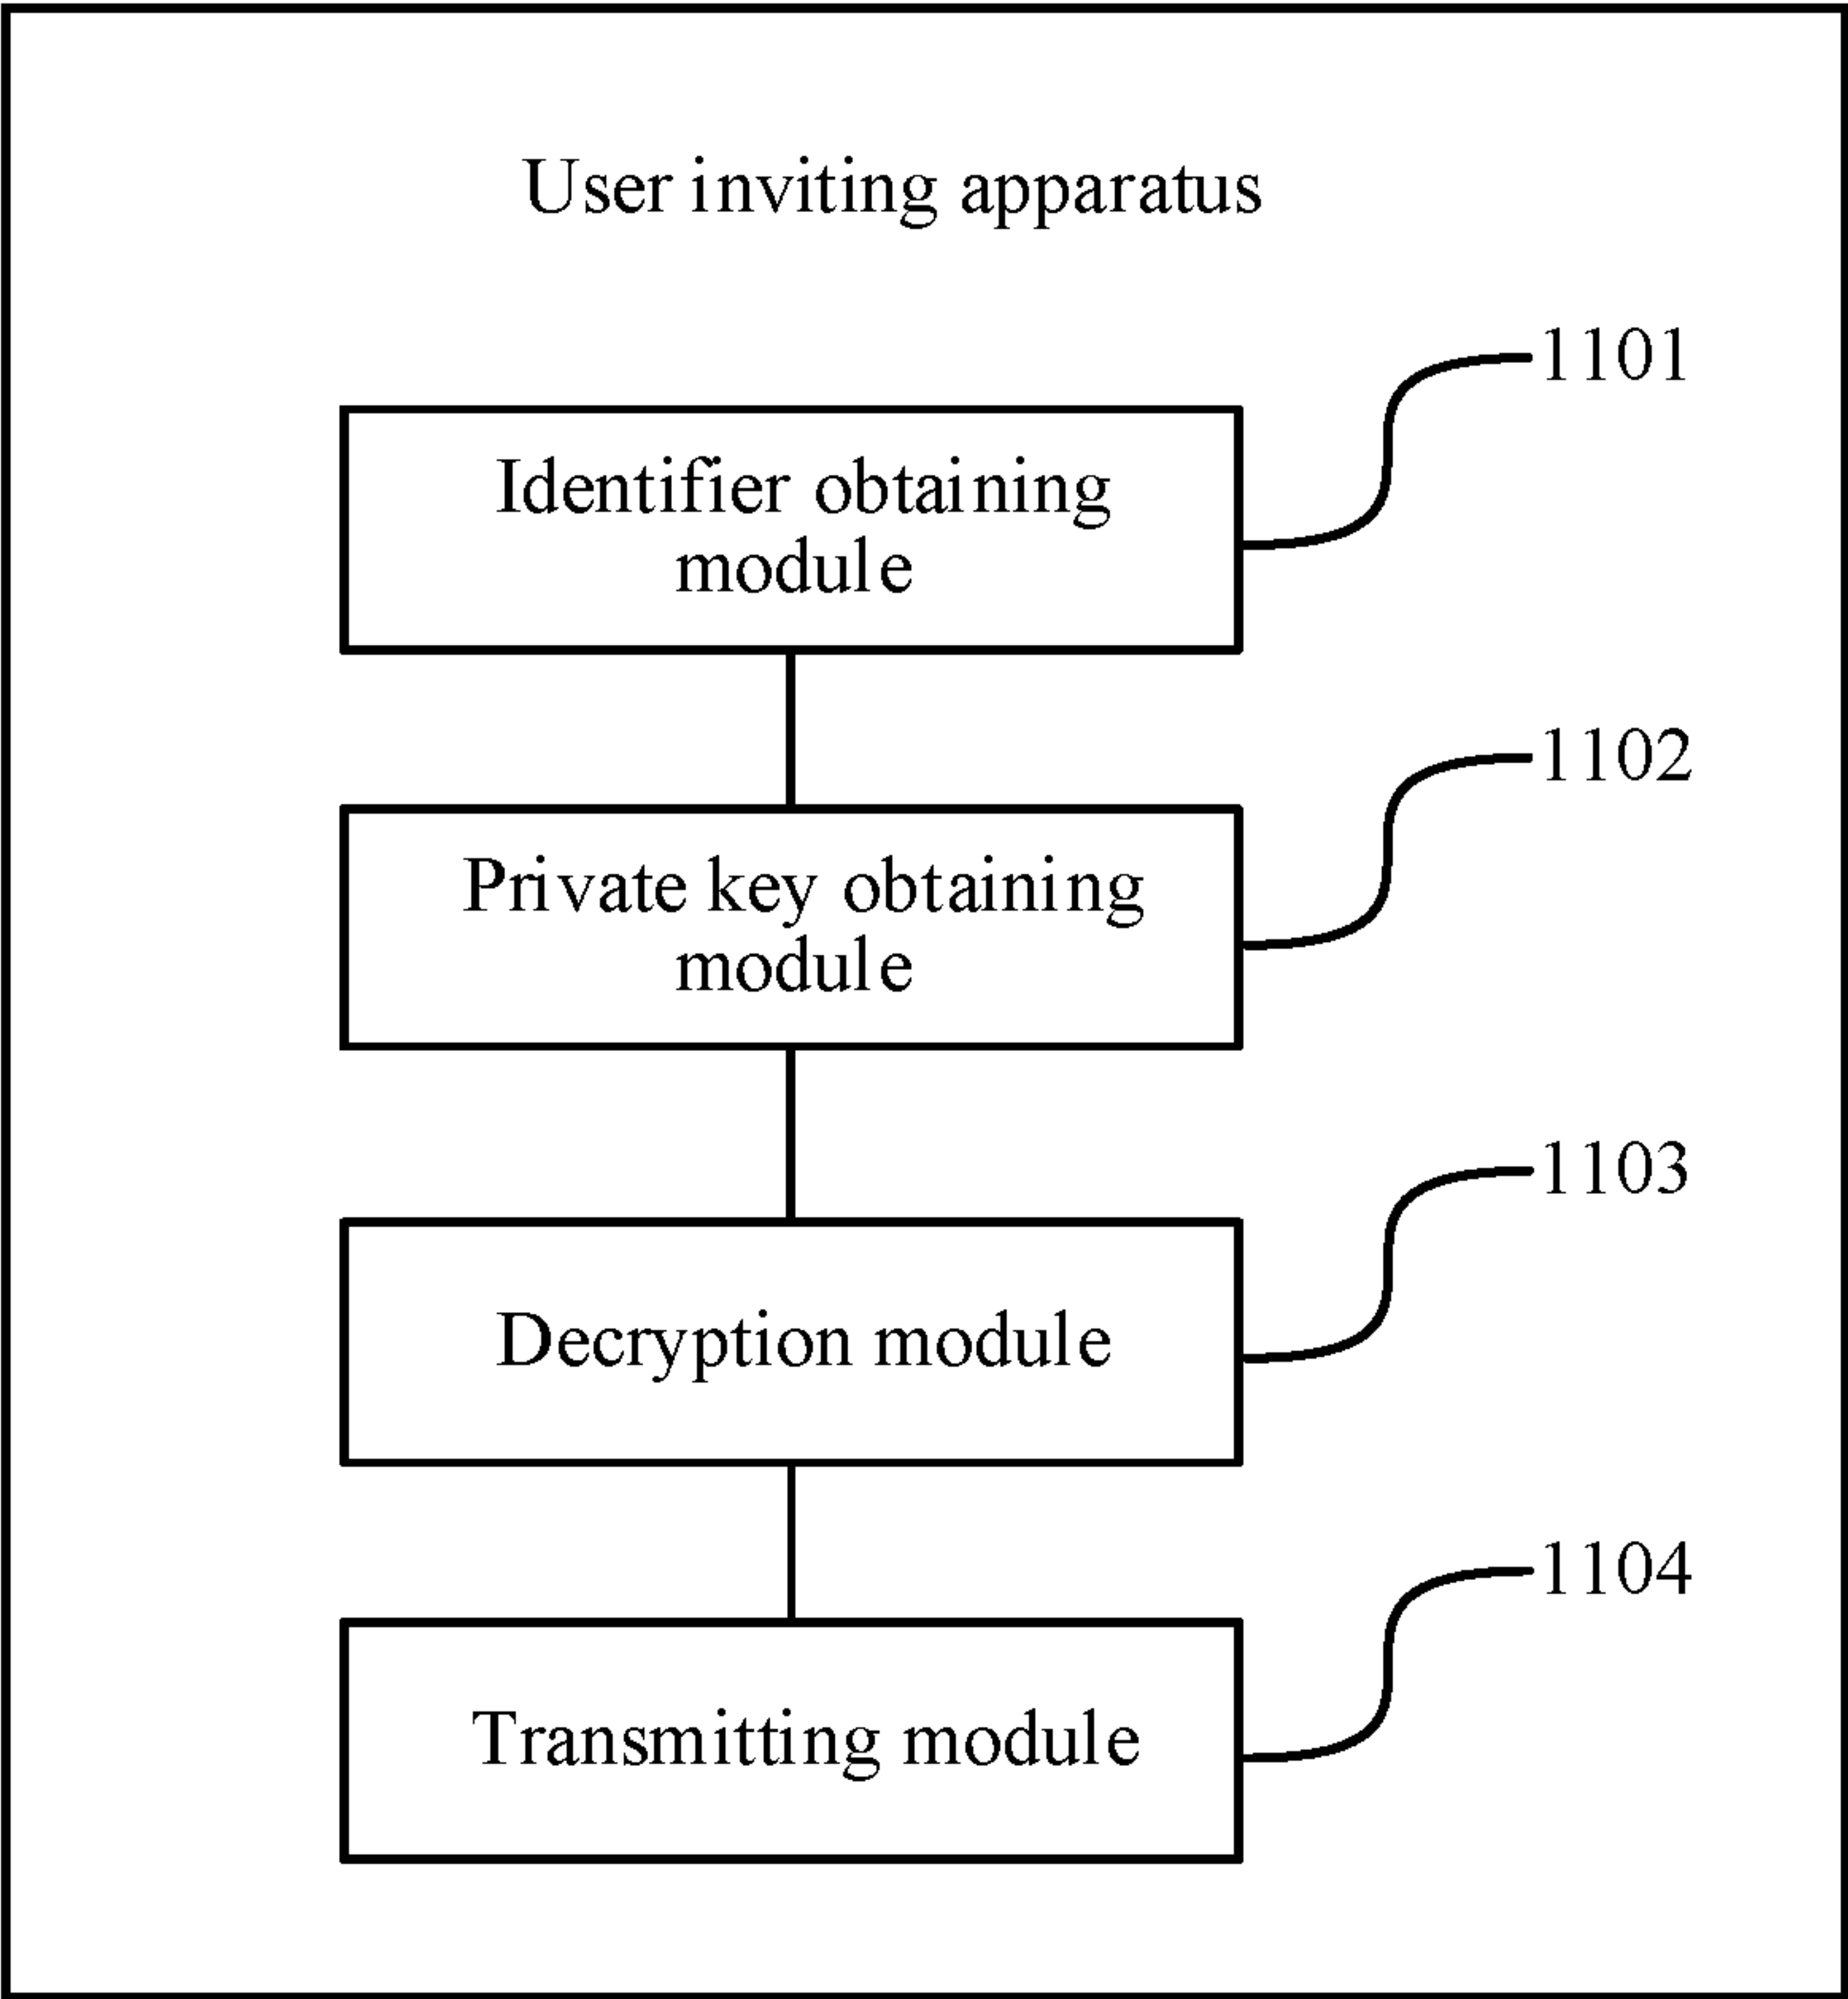 User inviting apparatus
1101
Identifier obtaining
module
1102
Private key obtaining
module
1103
Decryption module
1104
Transmitting module